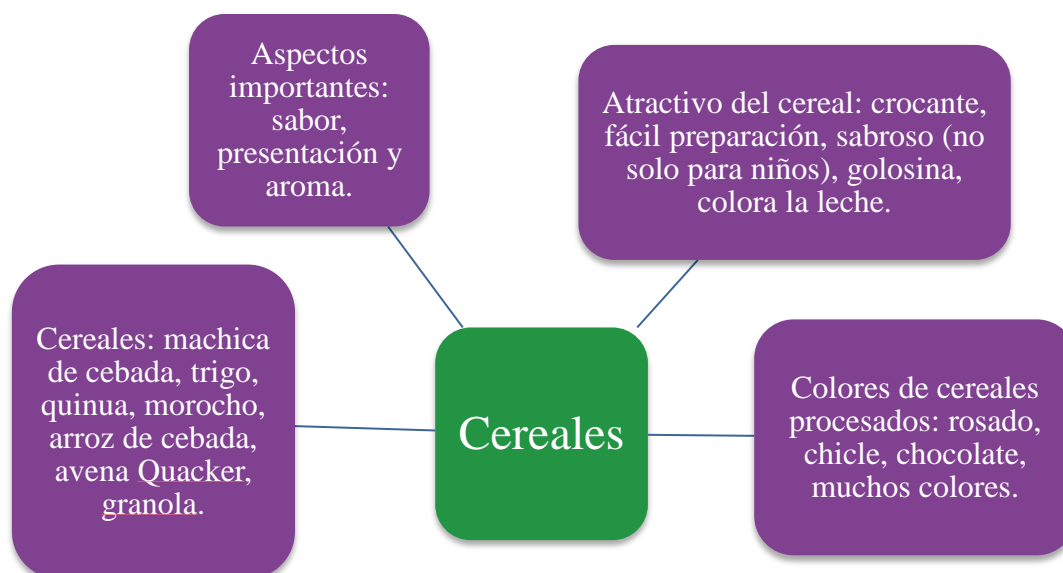 Aspectos
importantes:
sabor,
presentación y
aroma.
Atractivo del cereal: crocante,
fácil preparación, sabroso (no
solo para niños), golosina,
colora la leche.
Cereales: machica
de cebada, trigo,
quinua, morocho,
arroz de cebada,
avena Quacker,
granola.
Cereales
Colores de cereales
procesados: rosado,
chicle, chocolate,
muchos colores.